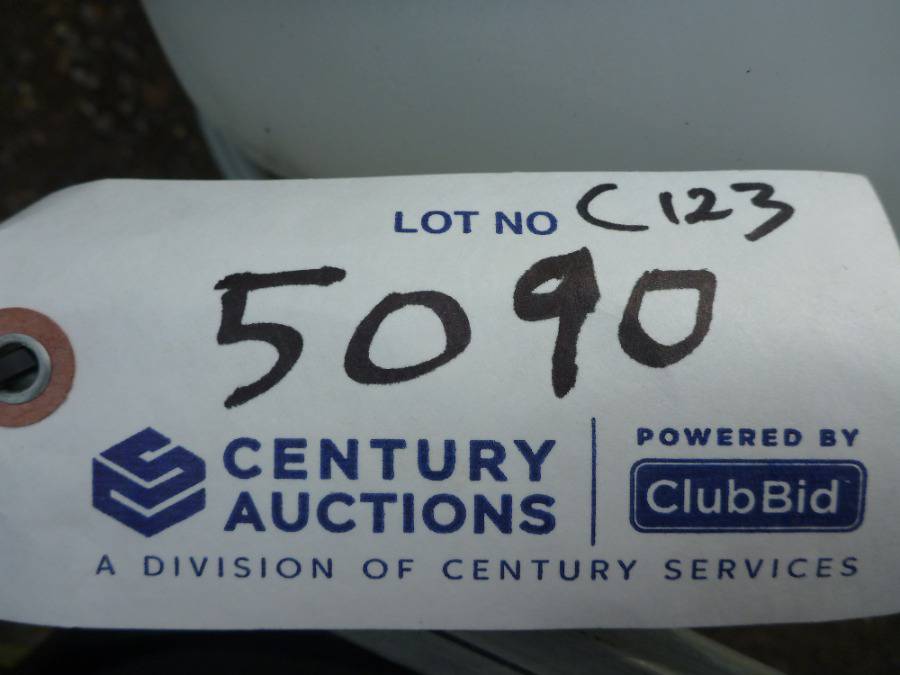 LOT NO C123
5090
CENTURY
AUCTIONS
POWERED BY
ClubBid
A DIVISION OF CENTURY SERVICES